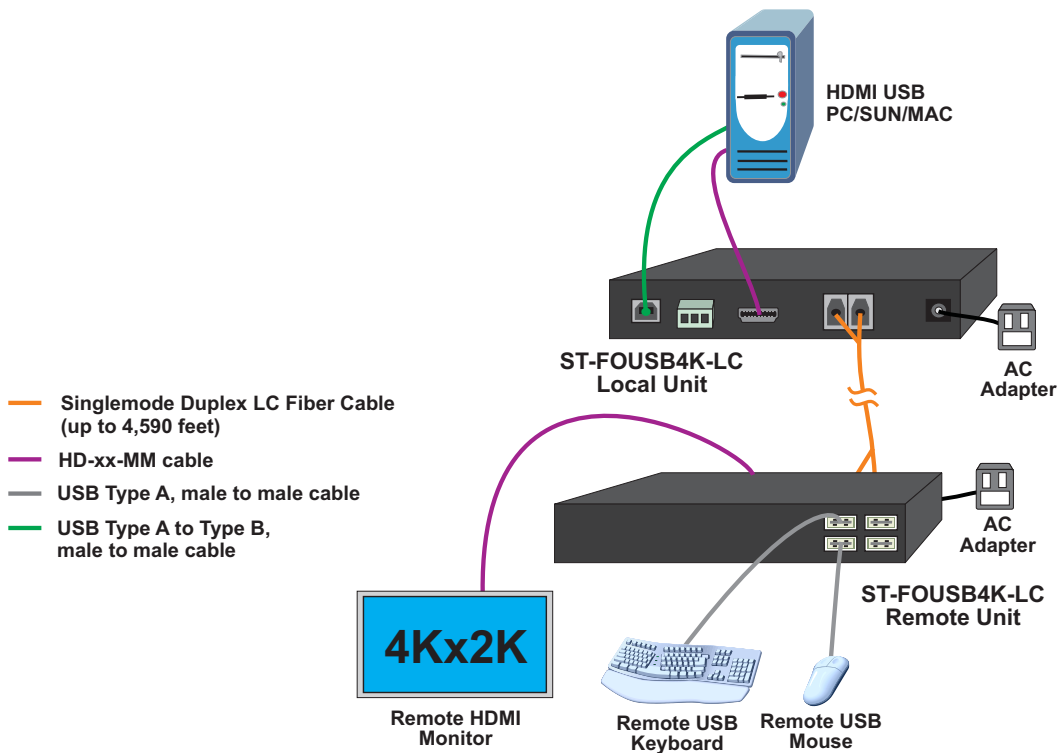 HDMI USB
PC/SUN/MAC
ST-FOUSB4K-LC
Local Unit
AC
Adapter
Singlemode Duplex LC Fiber Cable
(up to 4,590 feet)
HD-xx-MM cable
USB Type A, male to male cable
USB Type A to Type B,
male to male cable
AC
Adapter
ST-FOUSB4K-LC
Remote Unit
4Kx2K
Remote HDMI
Monitor
Remote USB
Keyboard
Remote USB
Mouse